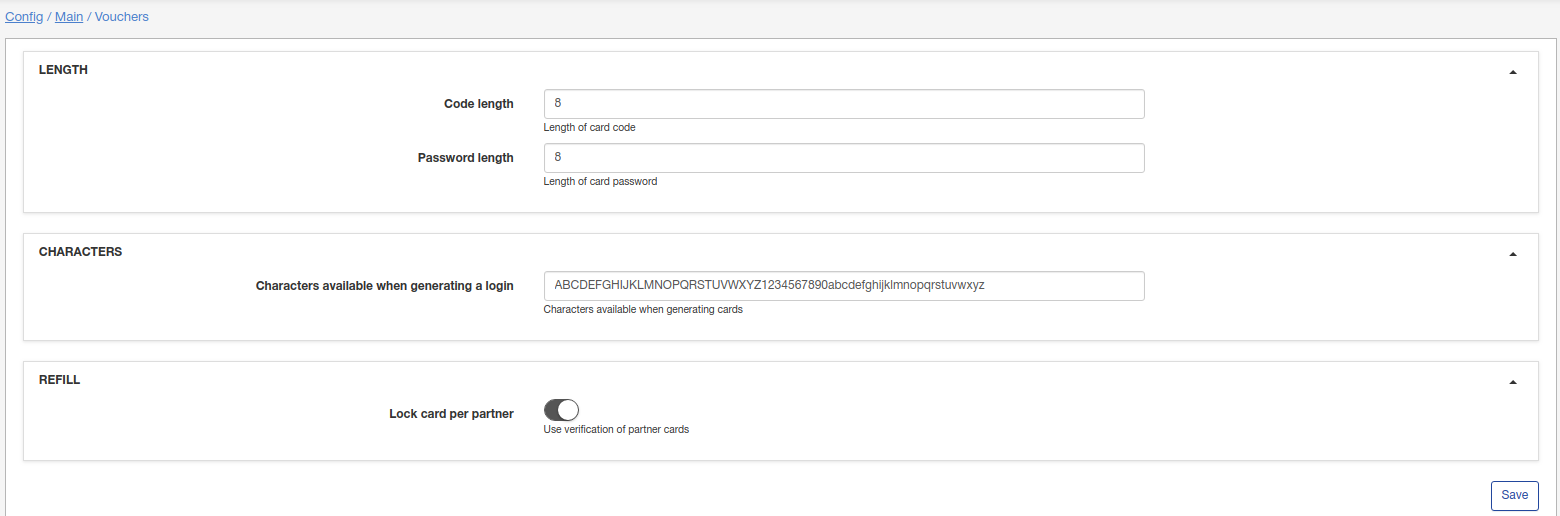 Config / Main / Vouchers
LENGTH
Code length
8
Length of card code
Password length
8
Length of card password
CHARACTERS
Characters available when generating a login
ABCDEFGHIJKLMNOPQRSTUVWXYZ1234567890abcdefghijklmnopqrstuvwxyz
Characters available when generating cards
REFILL
Lock card per partner
Use verification of partner cards
Save